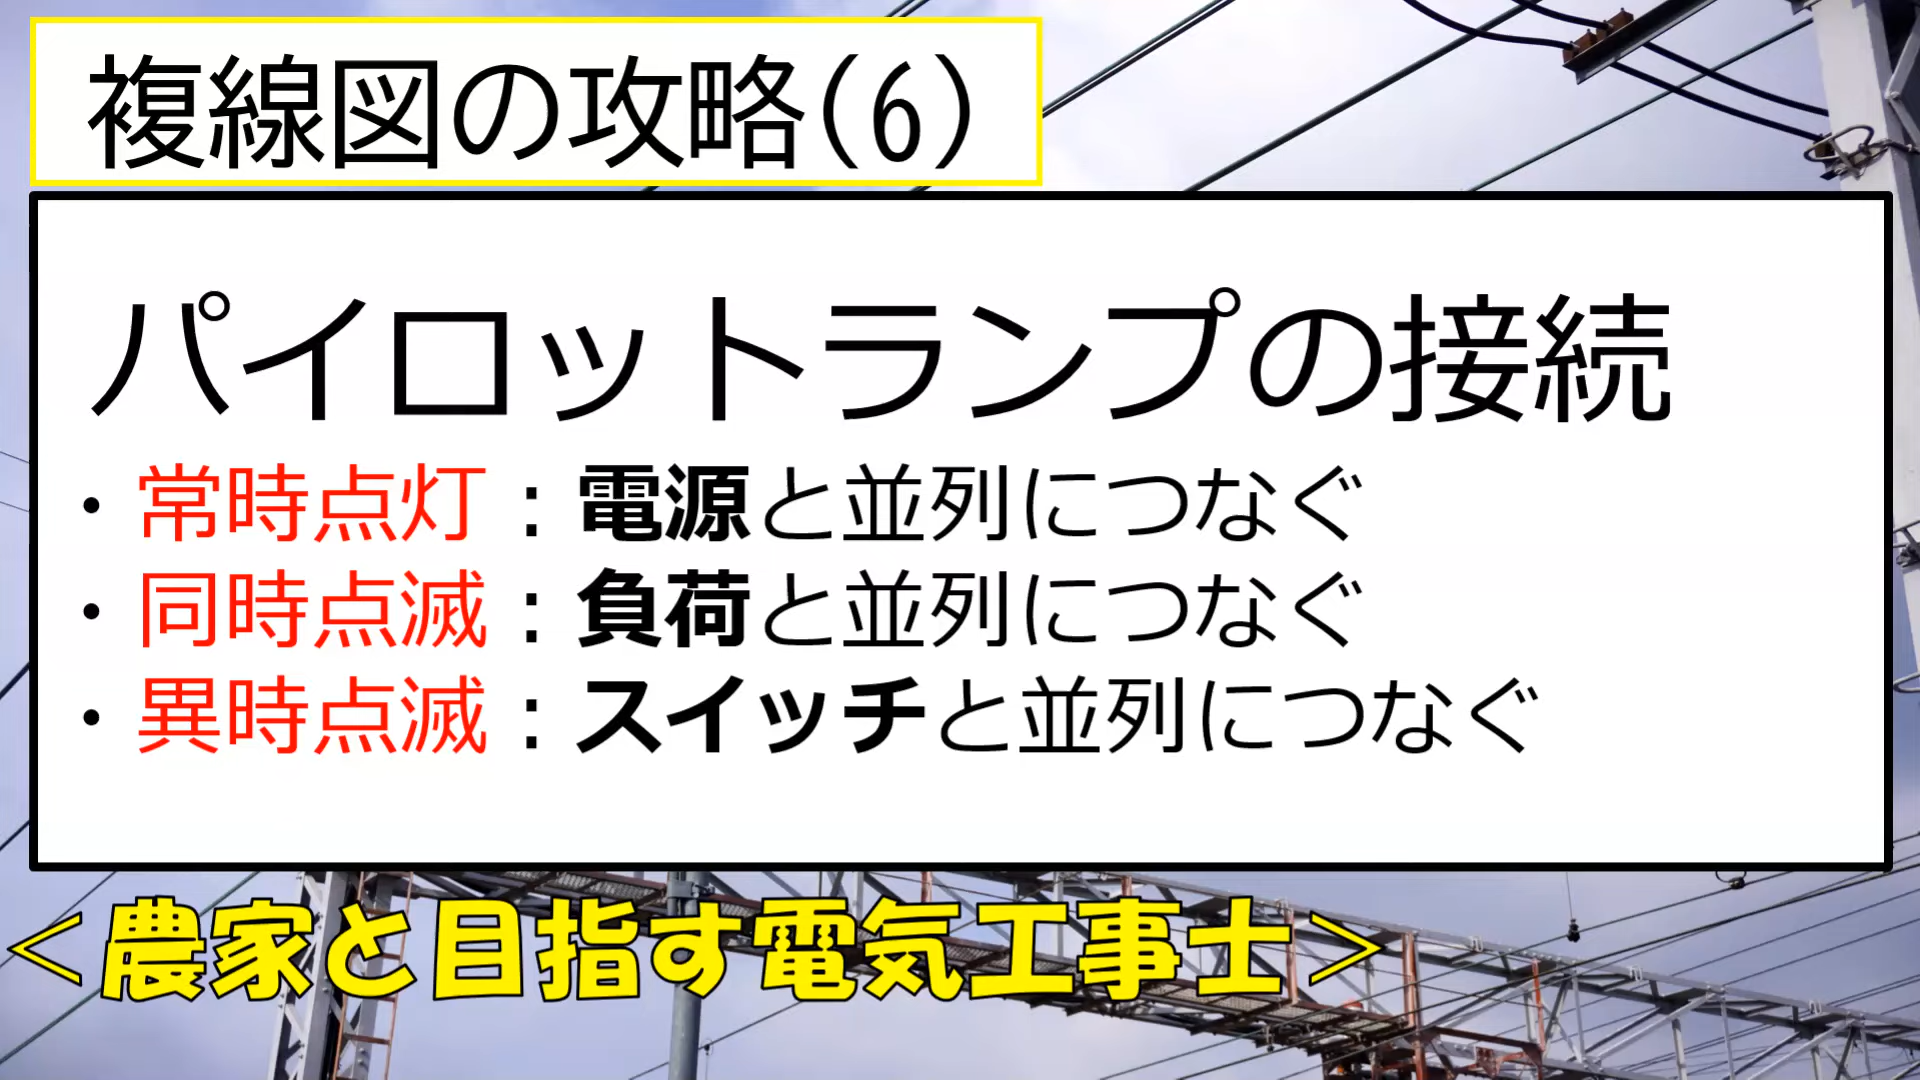 複線図の攻略(6)
パイロットランプの接続
・常時点灯：電源と並列につなぐ
・同時点滅：負荷と並列につなぐ
・異時点滅：スイッチと並列につなぐ
＜農家と目指す電気工事士＞